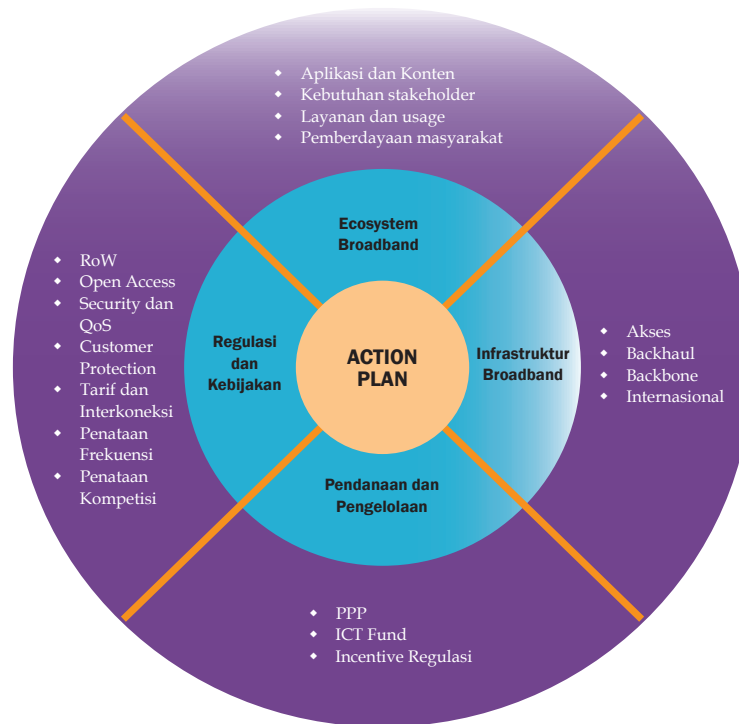 ◆ Aplikasi dan Konten
◆ Kebutuhan stakeholder
◆ Layanan dan usage
◆ Pemberdayaan masyarakat
Ecosystem
Broadband
◆ RoW
◆ Open Access
◆ Security dan
QoS
◆ Customer
Protection
◆ Tarif dan
Interkoneksi
◆ Penataan
Frekuensi
◆ Penataan
Kompetisi
Regulasi
dan
Kebijakan
ACTION
PLAN
Infrastruktur
Broadband
◆ Akses
◆ Backhaul
◆ Backbone
◆ Internasional
Pendanaan dan
Pengelolaan
◆ PPP
◆ ICT Fund
◆ Incentive Regulasi